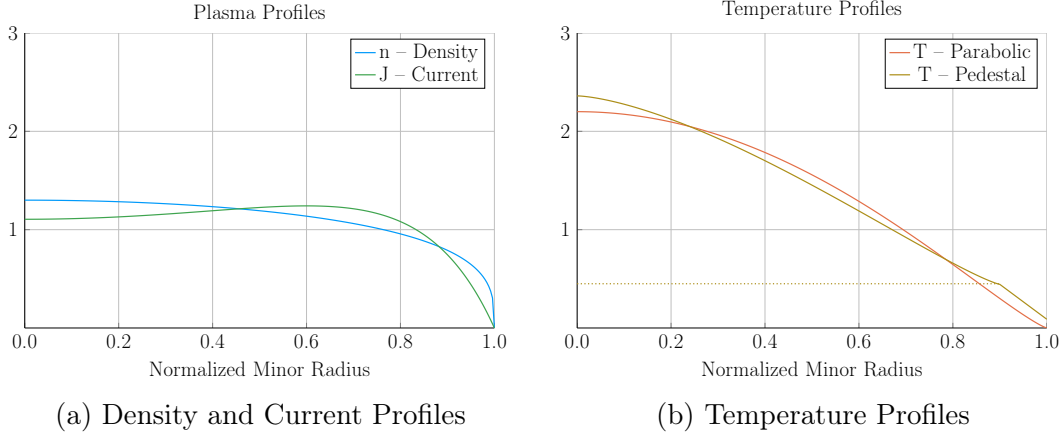 Plasma Profiles
3
2
1
n – Density
J – Current
0.0 0.2 0.4 0.6 0.8 1.0
Normalized Minor Radius
(a) Density and Current Profiles
Temperature Profiles
3
2
1
T – Parabolic
T – Pedestal
0.0 0.2 0.4 0.6 0.8 1.0
Normalized Minor Radius
(b) Temperature Profiles